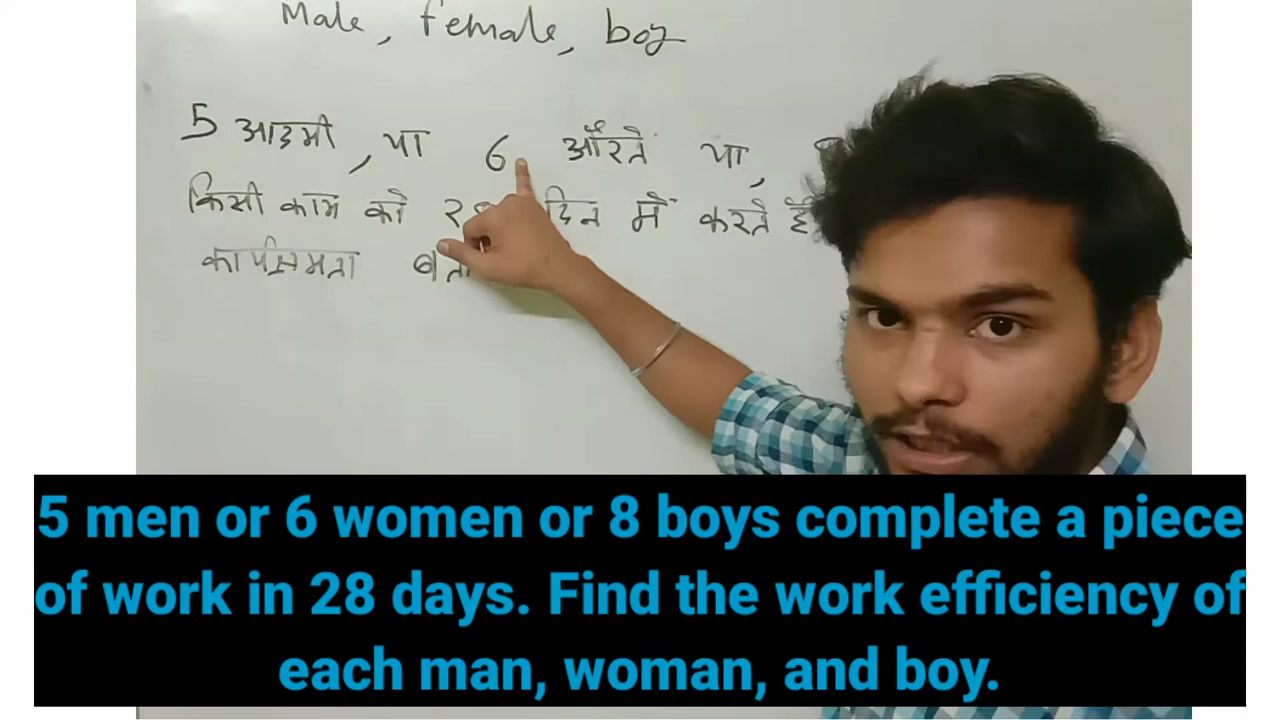 Male, female, boy
5 आदमी, या 6 औरते या,
किसी काम को दिन में करते है
कार्यक्षमता
5 men or 6 women or 8 boys complete a piece
of work in 28 days. Find the work efficiency of
each man, woman, and boy.